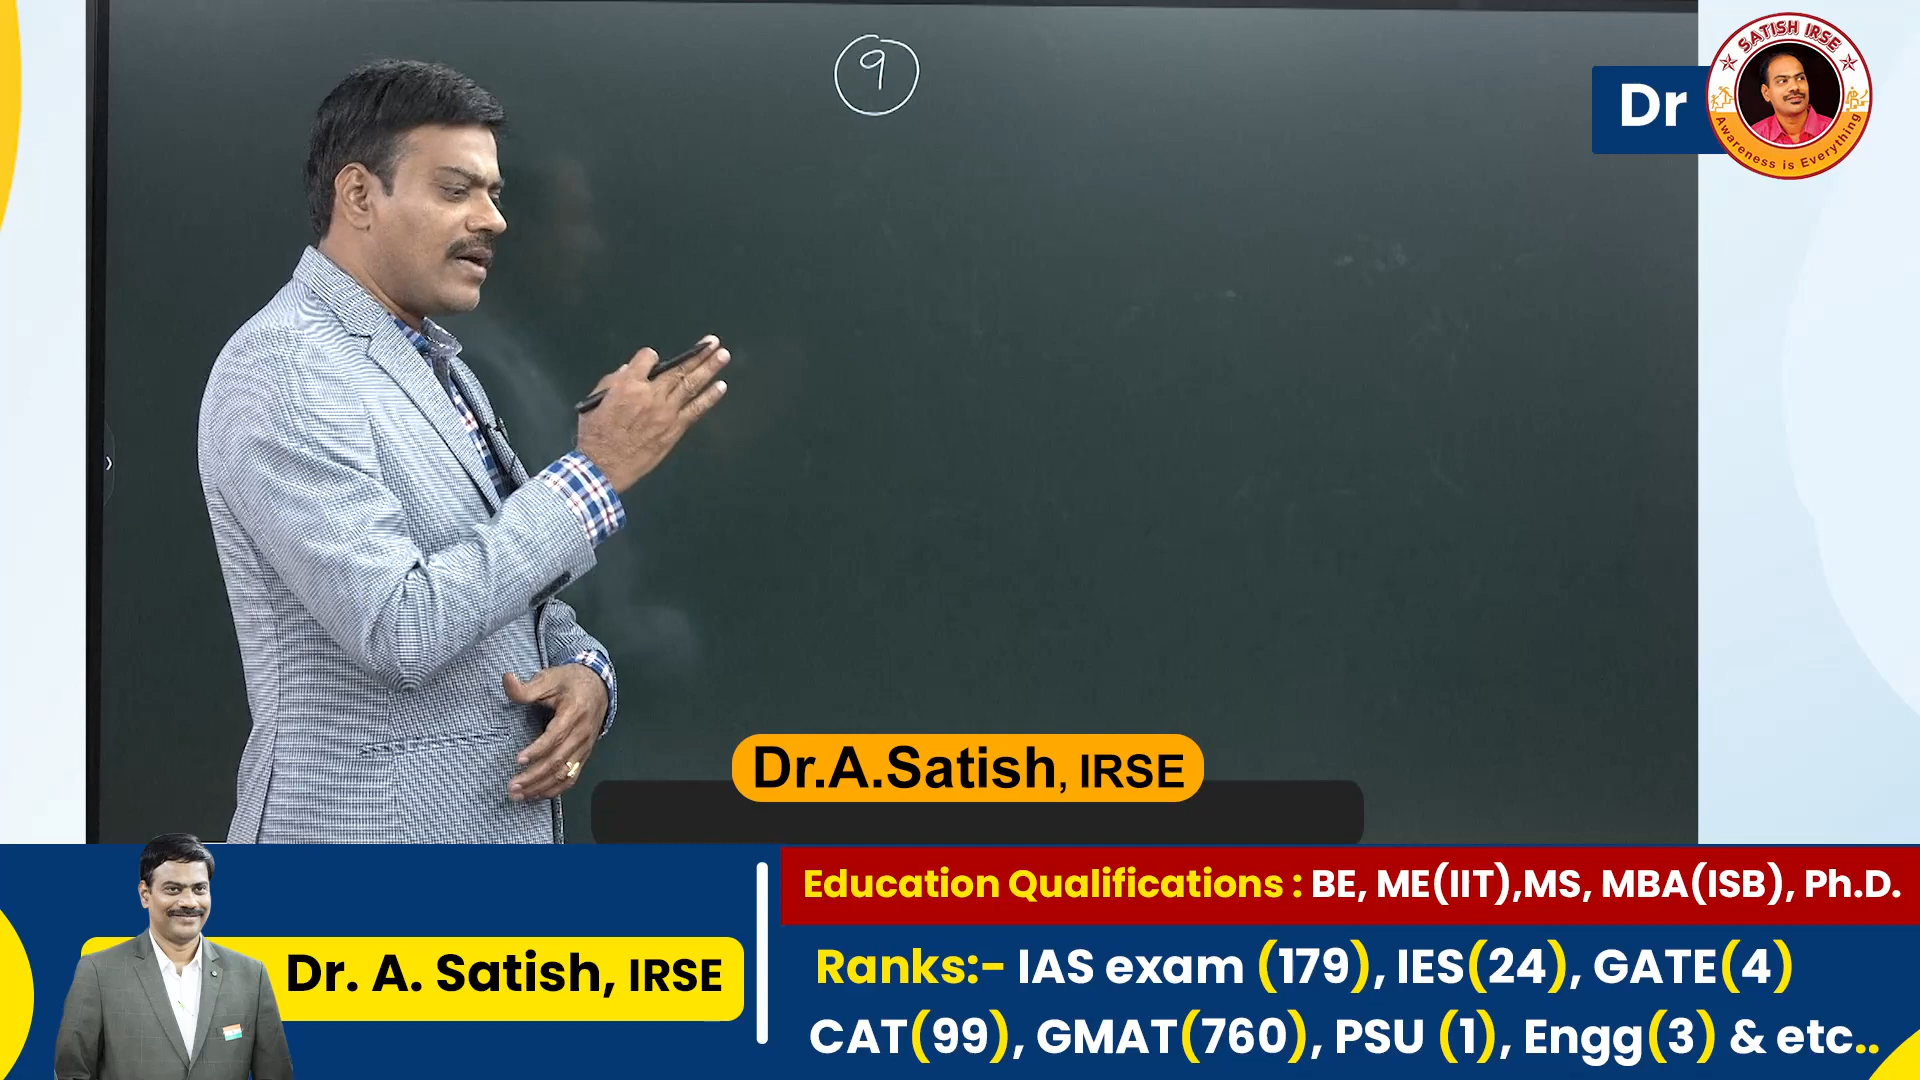 9
Dr
SATISH IRSE
Awareness is Everything
Dr.A.Satish, IRSE
Dr. A. Satish, IRSE
Education Qualifications : BE, ME(IIT),MS, MBA(ISB), Ph.D.
Ranks:- IAS exam (179), IES(24), GATE(4)
CAT(99), GMAT(760), PSU (1), Engg(3) & etc..